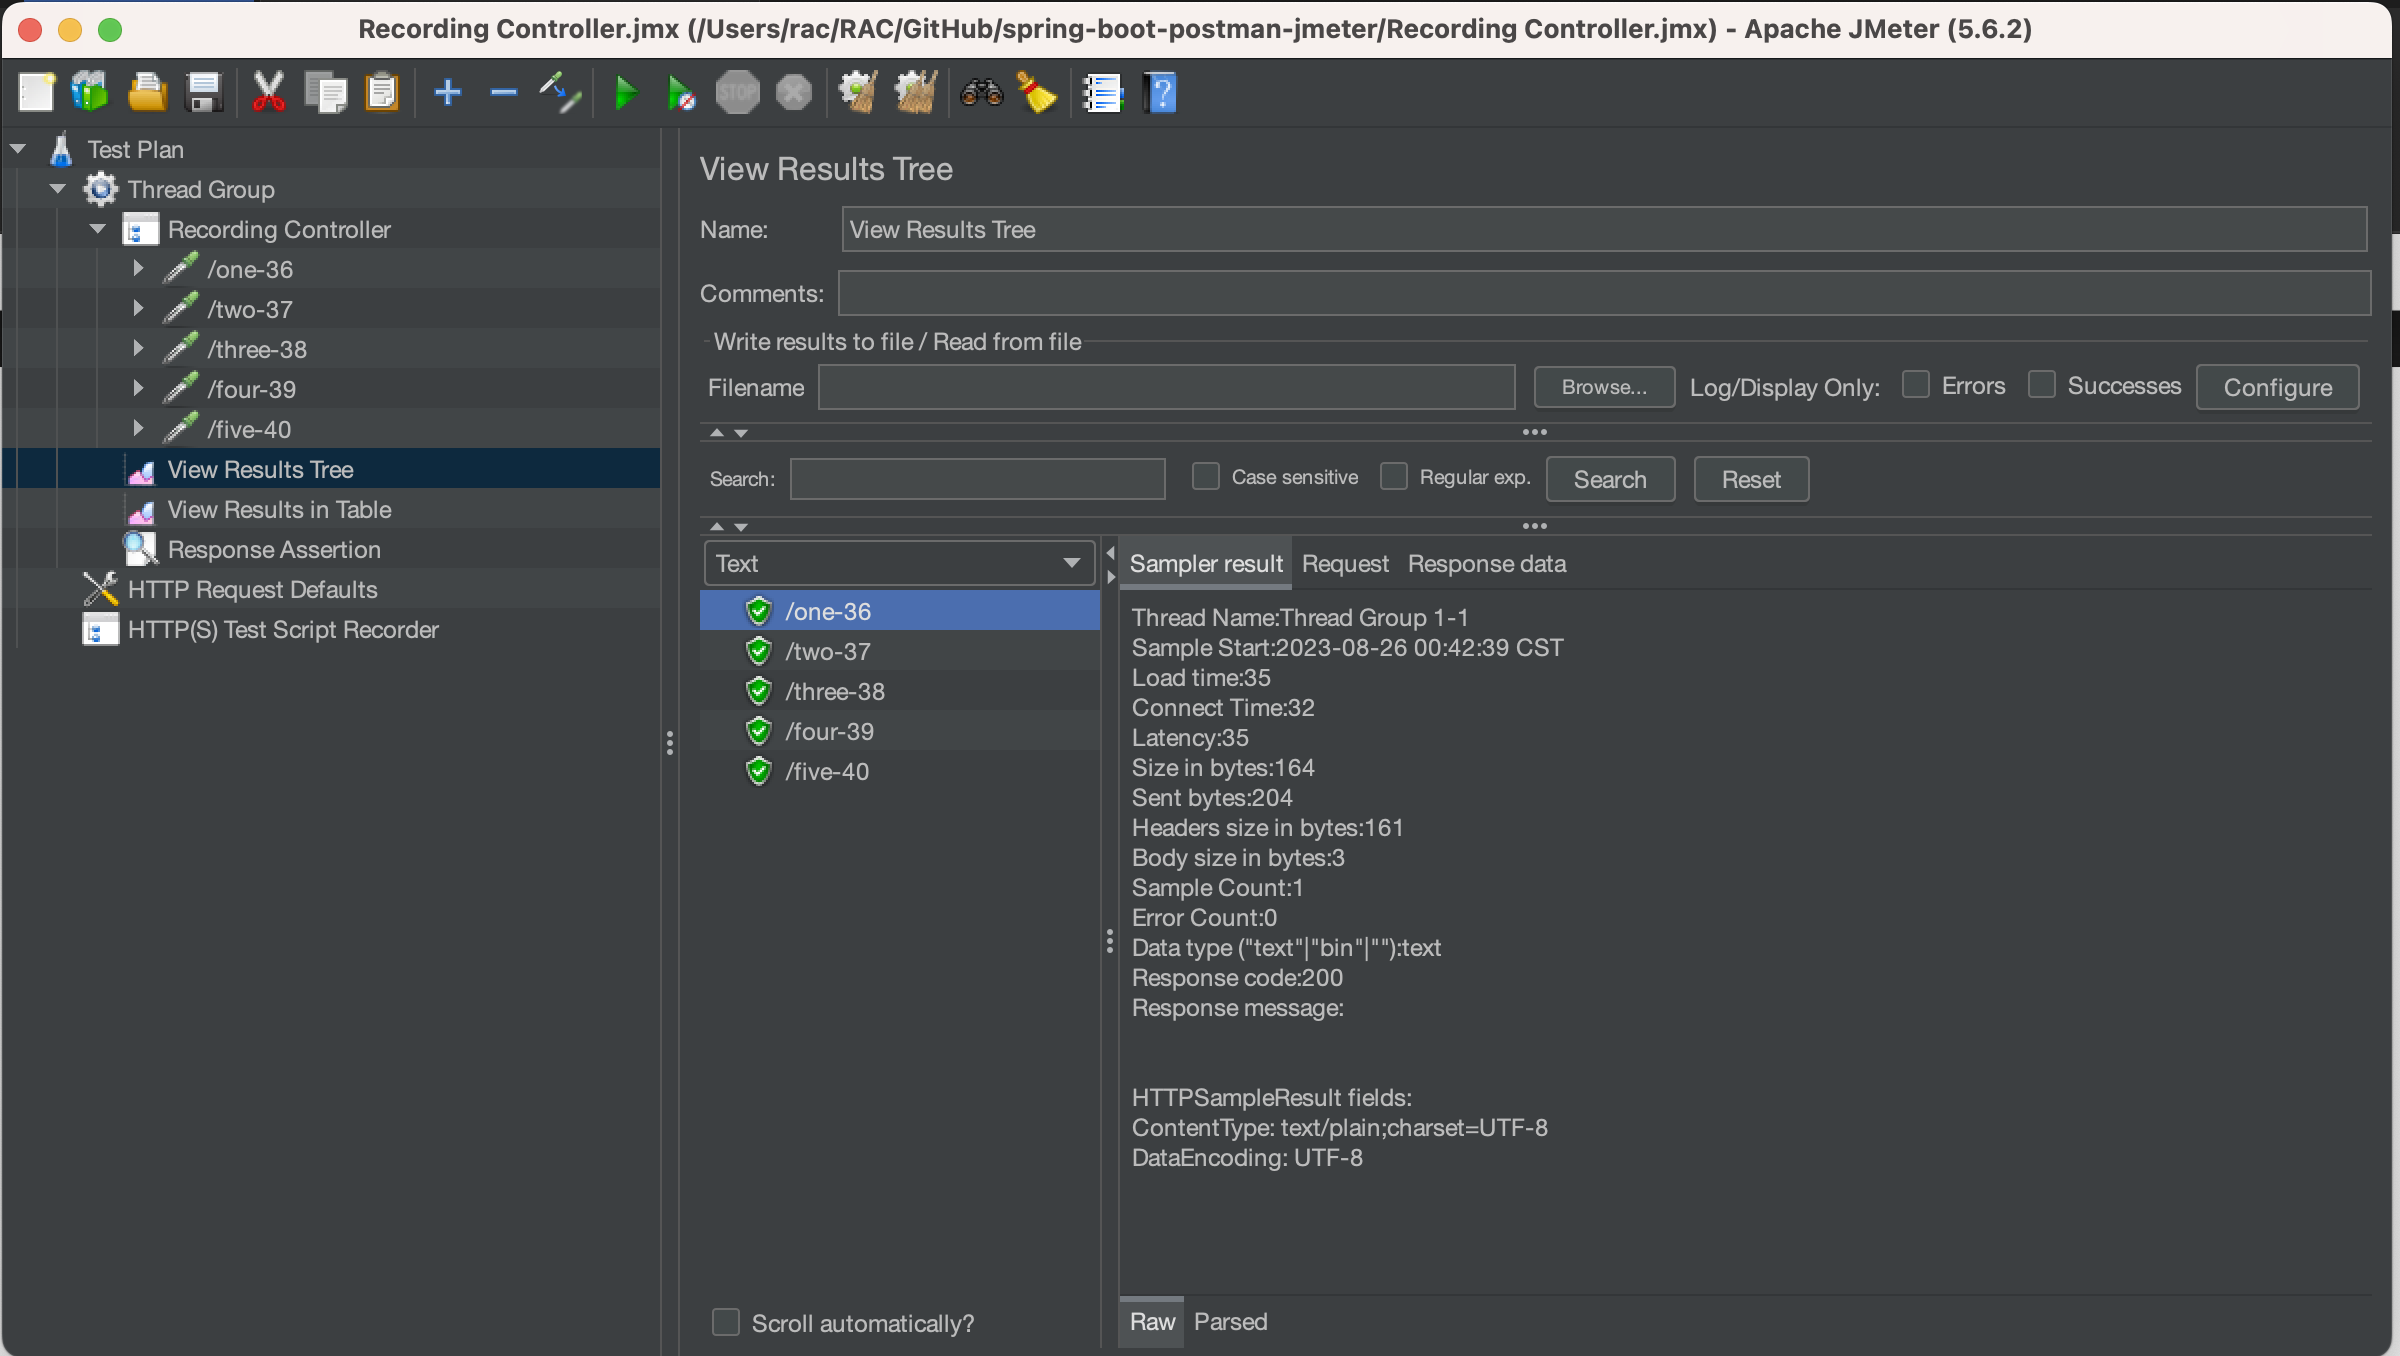 Recording Controller.jmx (/Users/rac/RAC/GitHub/spring-boot-postman-jmeter/Recording Controller.jmx) - Apache JMeter (5.6.2)
STOP
?
Test Plan
Thread Group
Recording Controller
/one-36
/two-37
/three-38
/four-39
/five-40
View Results Tree
View Results in Table
Response Assertion
HTTP Request Defaults
HTTP(S) Test Script Recorder
View Results Tree
Name: View Results Tree
Comments:
Write results to file / Read from file
Filename Browse... Log/Display Only: Errors Successes Configure
Search: Case sensitive Regular exp. Search Reset
Text
/one-36
/two-37
/three-38
/four-39
/five-40
Scroll automatically?
Sampler result Request Response data
Thread Name:Thread Group 1-1
Sample Start:2023-08-26 00:42:39 CST
Load time:35
Connect Time:32
Latency:35
Size in bytes:164
Sent bytes:204
Headers size in bytes:161
Body size in bytes:3
Sample Count:1
Error Count:0
Data type ("text"|"bin"|""):text
Response code:200
Response message:
HTTPSampleResult fields:
ContentType: text/plain;charset=UTF-8
DataEncoding: UTF-8
Raw Parsed